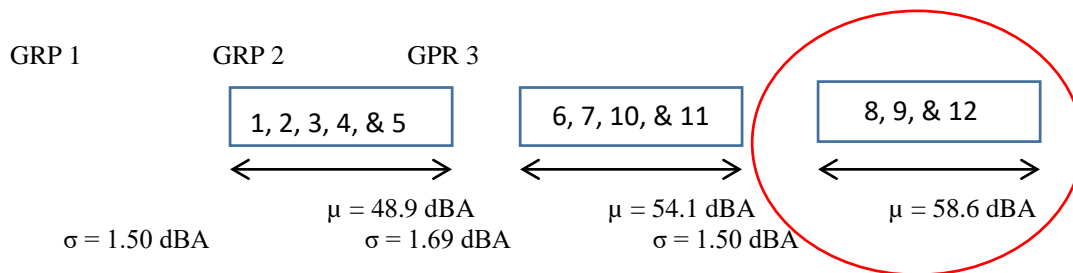 GRP 1 GRP 2 GPR 3
1, 2, 3, 4, & 5 6, 7, 10, & 11 8, 9, & 12
µ = 48.9 dBA µ = 54.1 dBA µ = 58.6 dBA
σ = 1.50 dBA σ = 1.69 dBA σ = 1.50 dBA